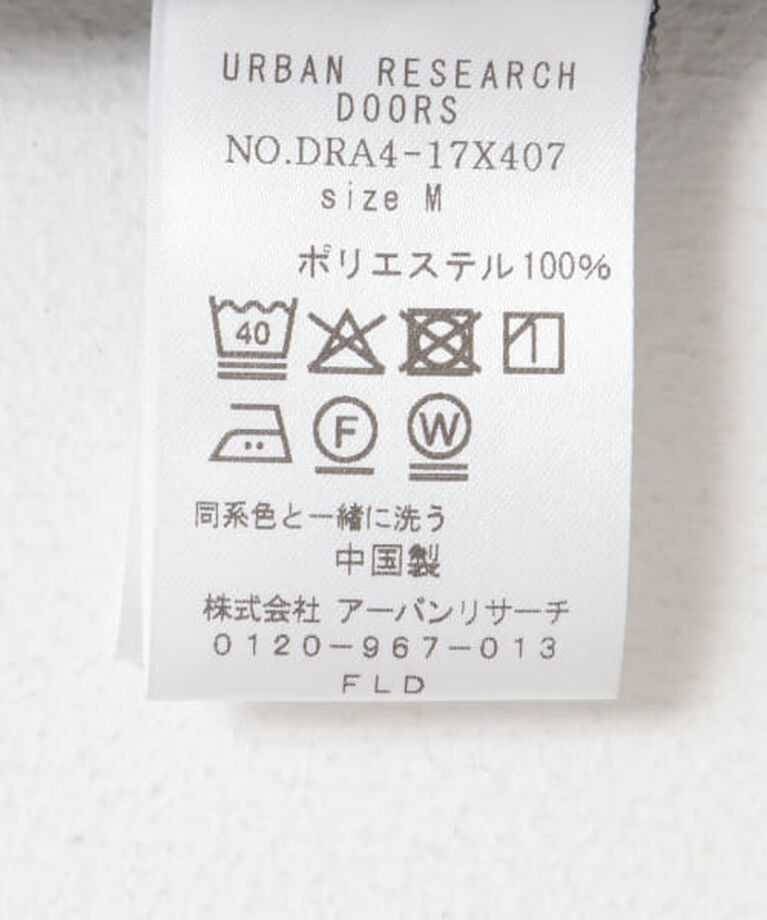 URBAN RESEARCH
DOORS
NO.DRA4-17X407
size M
ポリエステル100%
40
F W
同系色と一緒に洗う
中国製
株式会社 アーバンリサーチ
0120-967-013
FLD